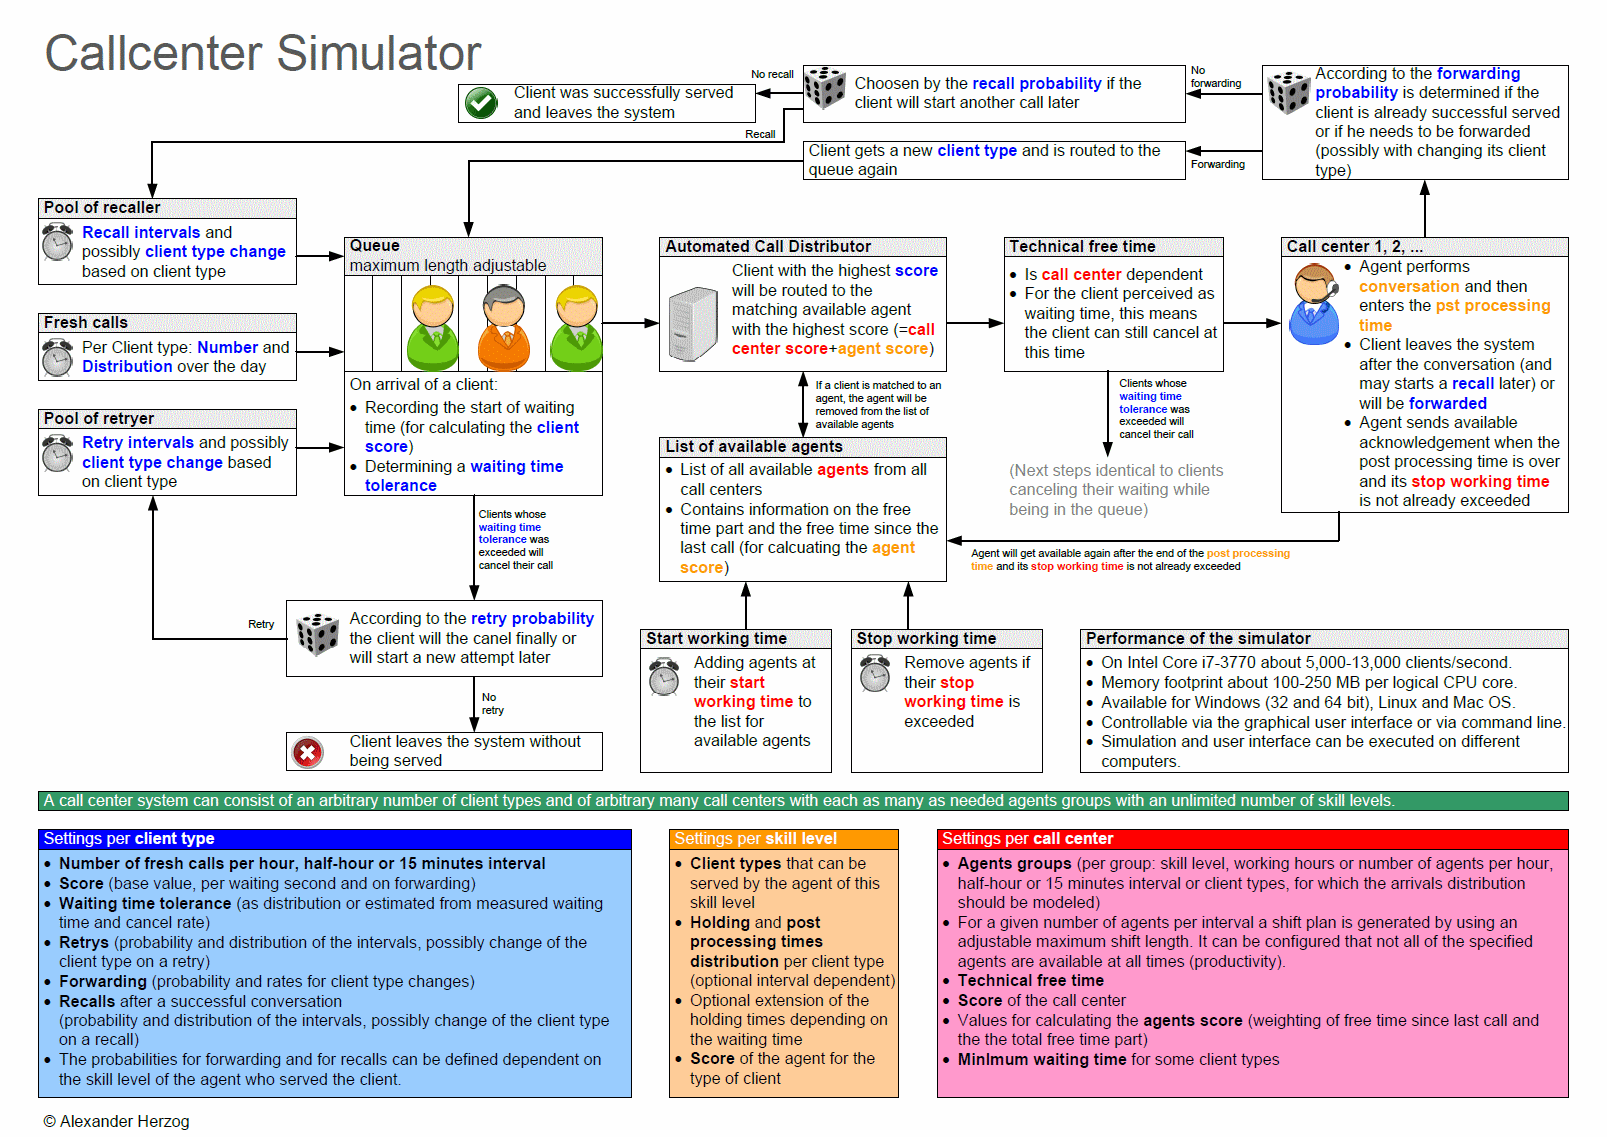 Callcenter Simulator
No recall
Client was successfully served
and leaves the system
Recall
Choosen by the recall probability if the
client will start another call later
No
forwarding
According to the forwarding
probability is determined if the
client is already successful served
or if he needs to be forwarded
(possibly with changing its client
type)
Client gets a new client type and is routed to the
queue again
Forwarding
Pool of recaller
Recall intervals and
possibly client type change
based on client type
Fresh calls
Per Client type: Number and
Distribution over the day
Pool of retryer
Retry intervals and possibly
client type change based
on client type
Queue
maximum length adjustable
On arrival of a client:
• Recording the start of waiting
time (for calculating the client
score)
• Determining a waiting time
tolerance
Automated Call Distributor
Client with the highest score
will be routed to the
matching available agent
with the highest score (=call
center score+agent score)
If a client is matched to an
agent, the agent will be
removed from the list of
available agents
List of available agents
• List of all available agents from all
call centers
• Contains information on the free
time part and the free time since the
last call (for calcuating the agent
score)
Technical free time
• Is call center dependent
• For the client perceived as
waiting time, this means
the client can still cancel at
this time
Clients whose
waiting time
tolerance was
exceeded will
cancel their call
(Next steps identical to clients
canceling their waiting while
being in the queue)
Call center 1, 2, ...
• Agent performs
conversation and then
enters the pst processing
time
• Client leaves the system
after the conversation (and
may starts a recall later) or
will be forwarded
• Agent sends available
acknowledgement when the
post processing time is over
and its stop working time
is not already exceeded
Agent will get available again after the end of the post processing
time and its stop working time is not already exceeded
Clients whose
waiting time
tolerance was
exceeded will
cancel their call
Retry
According to the retry probability
the client will the canel finally or
will start a new attempt later
No
retry
Client leaves the system without
being served
Start working time
Adding agents at
their start
working time to
the list for
available agents
Stop working time
Remove agents if
their stop
working time is
exceeded
Performance of the simulator
• On Intel Core i7-3770 about 5,000-13,000 clients/second.
• Memory footprint about 100-250 MB per logical CPU core.
• Available for Windows (32 and 64 bit), Linux and Mac OS.
• Controllable via the graphical user interface or via command line.
• Simulation and user interface can be executed on different
computers.
A call center system can consist of an arbitrary number of client types and of arbitrary many call centers with each as many as needed agents groups with an unlimited number of skill levels.
Settings per client type
• Number of fresh calls per hour, half-hour or 15 minutes interval
• Score (base value, per waiting second and on forwarding)
• Waiting time tolerance (as distribution or estimated from measured waiting
time and cancel rate)
• Retrys (probability and distribution of the intervals, possibly change of the
client type on a retry)
• Forwarding (probability and rates for client type changes)
• Recalls after a successful conversation
(probability and distribution of the intervals, possibly change of the client type
on a recall)
• The probabilities for forwarding and for recalls can be defined dependent on
the skill level of the agent who served the client.
Settings per skill level
• Client types that can be
served by the agent of this
skill level
• Holding and post
processing times
distribution per client type
(optional interval dependent)
• Optional extension of the
holding times depending on
the waiting time
• Score of the agent for the
type of client
Settings per call center
• Agents groups (per group: skill level, working hours or number of agents per hour,
half-hour or 15 minutes interval or client types, for which the arrivals distribution
should be modeled)
• For a given number of agents per interval a shift plan is generated by using an
adjustable maximum shift length. It can be configured that not all of the specified
agents are available at all times (productivity).
• Technical free time
• Score of the call center
• Values for calculating the agents score (weighting of free time since last call and
the the total free time part)
• MinImum waiting time for some client types
© Alexander Herzog